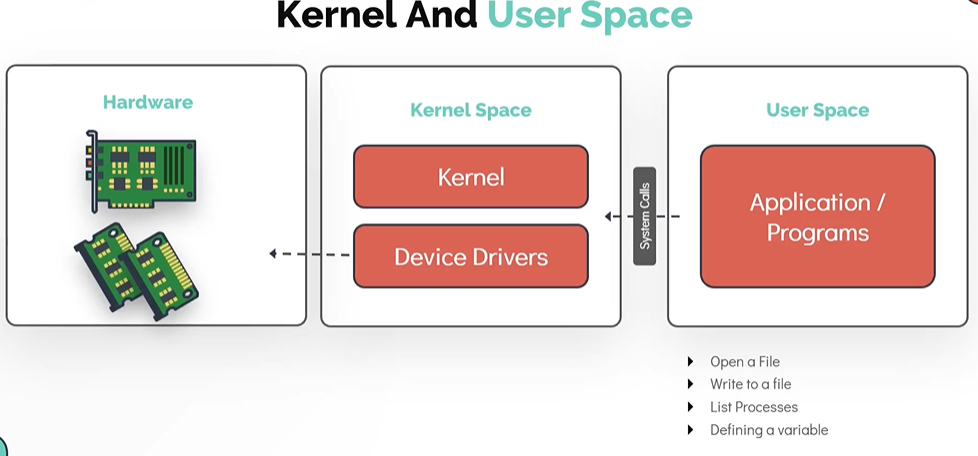 Kernel And User Space
Hardware
Kernel Space
Kernel
Device Drivers
System Calls
User Space
Application /
Programs
Open a File
Write to a file
List Processes
Defining a variable